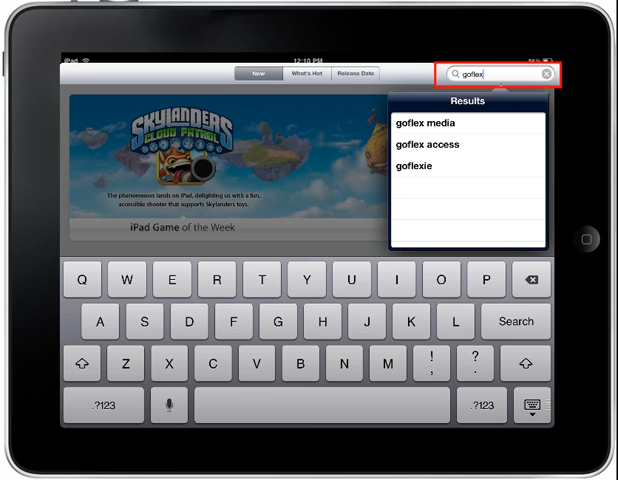 iPad
12:10 PM
New What's Hot Release Date
goflex
Results
goflex media
goflex access
goflexie
SKYLANDERS
CLOUD PATROL
The phenomenon lands on iPad, delighting us with a fun,
accessible shooter that supports Skylanders toys.
iPad Game of the Week
Q W E R T Y U I O P
A S D F G H J K L Search
Z X C V B N M ! , ? .
.?123 .?123